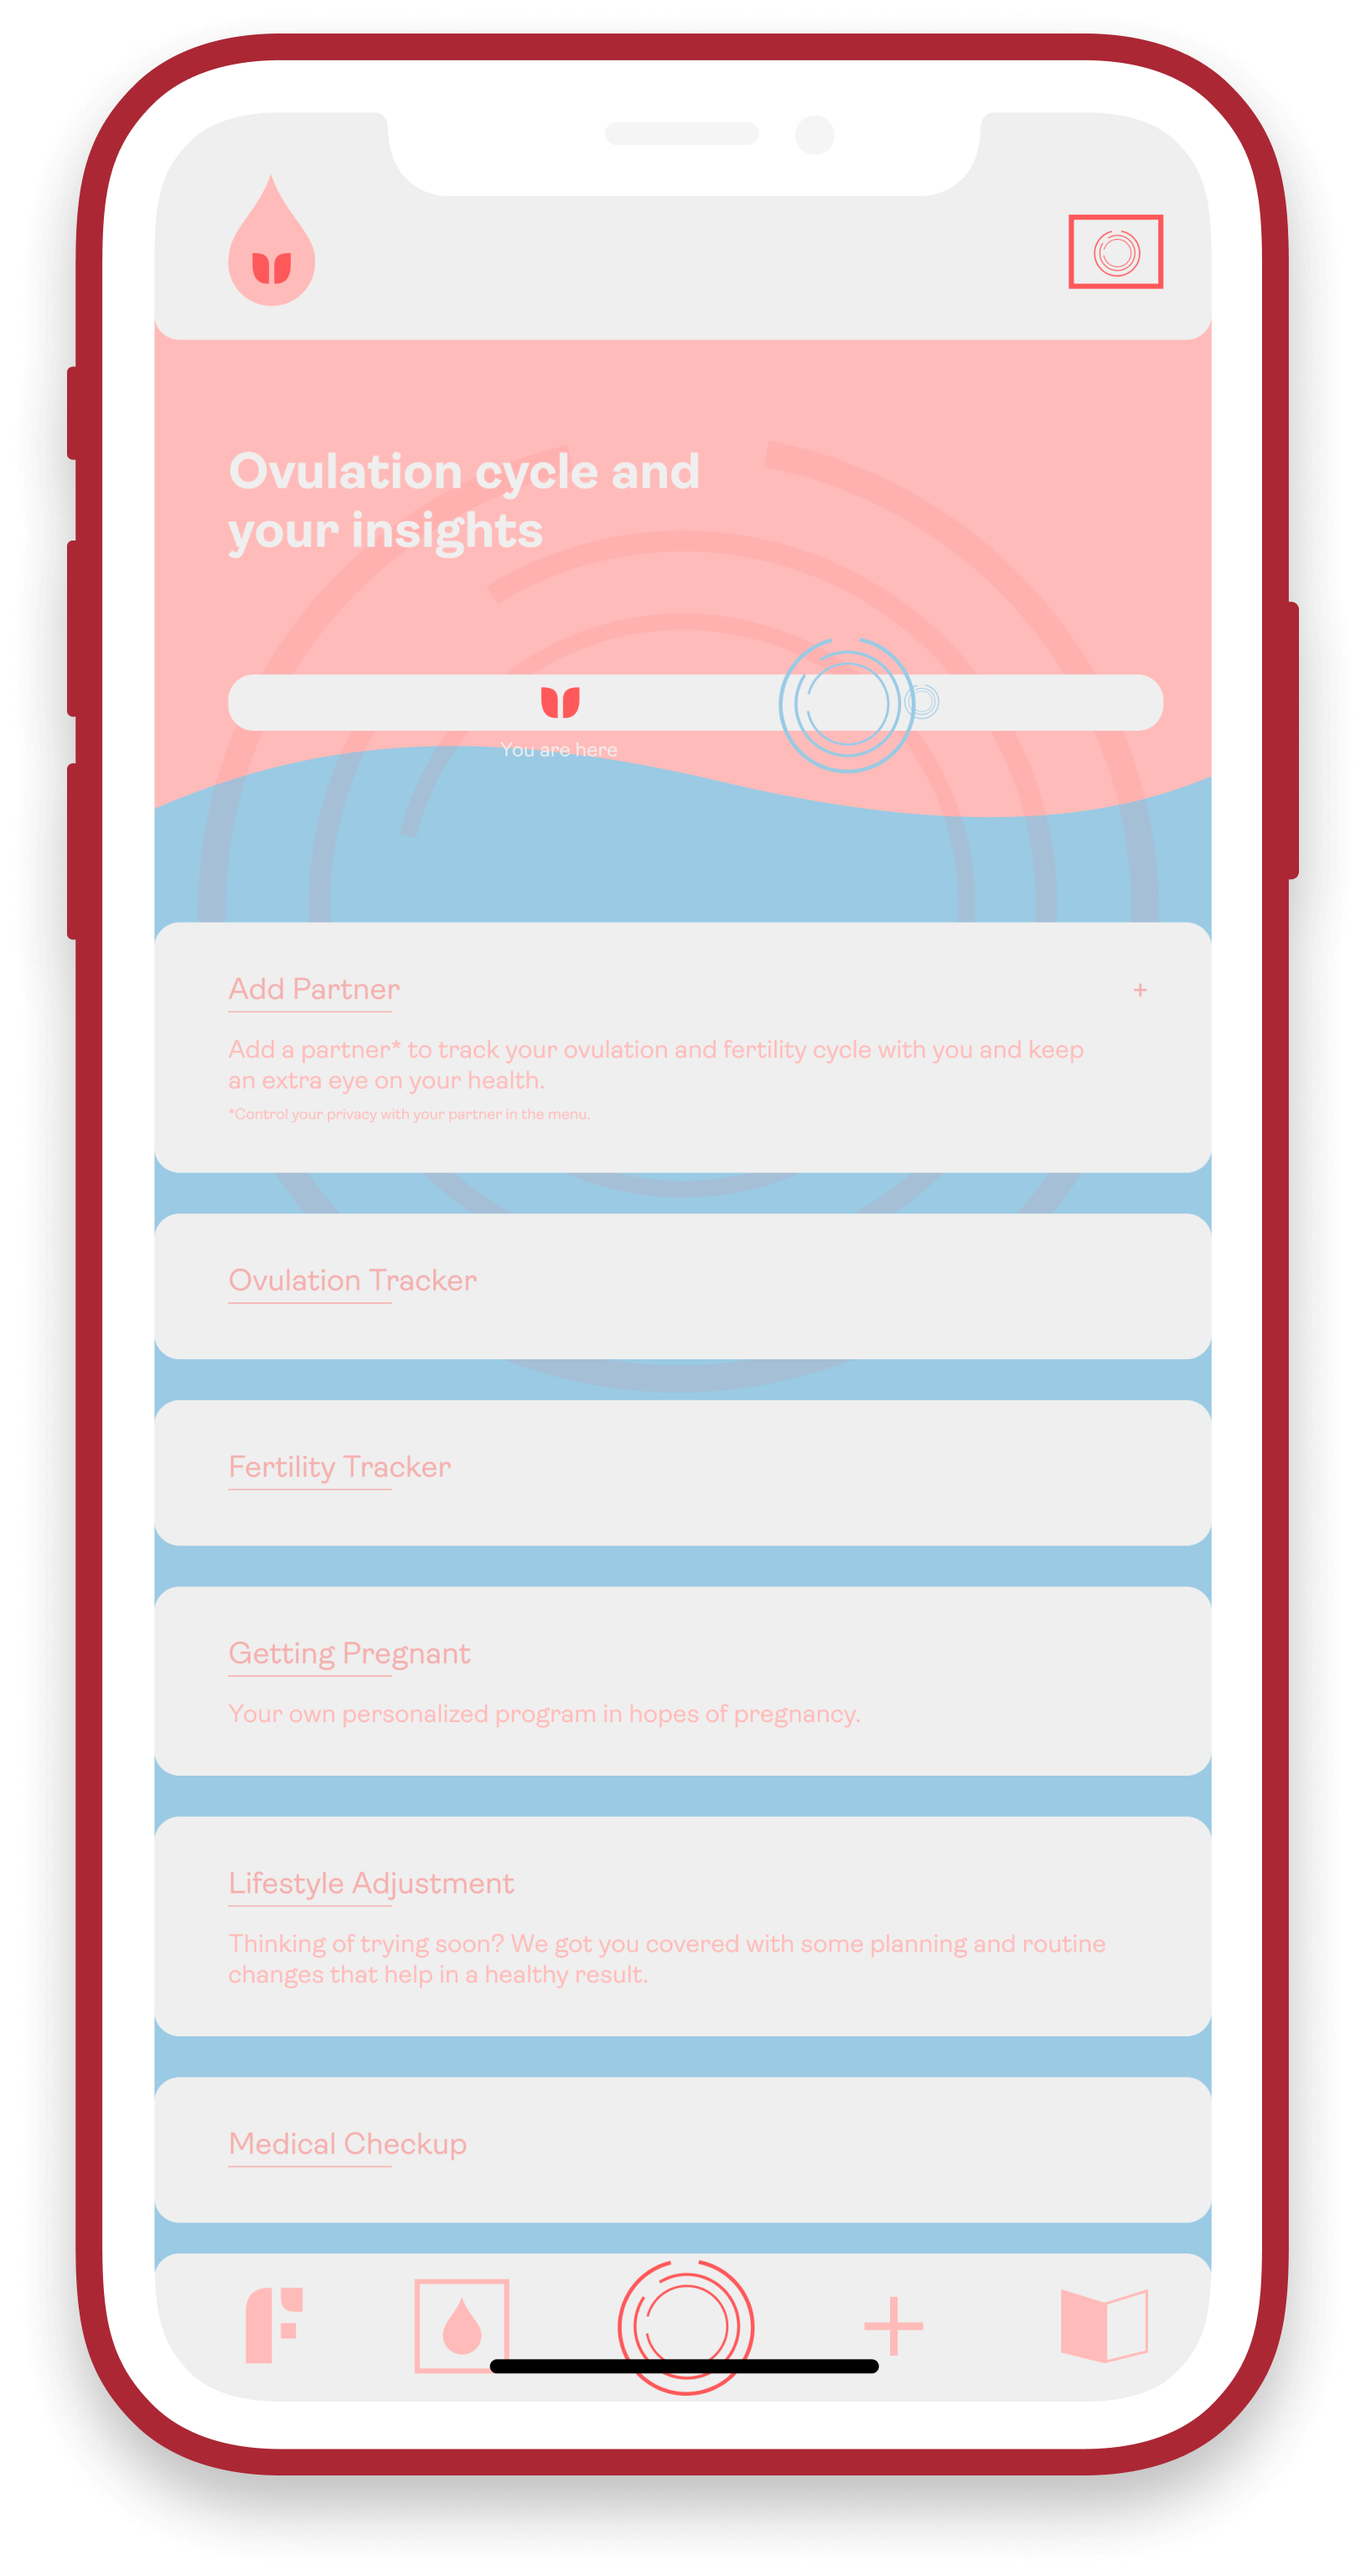 Ovulation cycle and
your insights
You are here
Add Partner
+
Add a partner* to track your ovulation and fertility cycle with you and keep
an extra eye on your health.
*Control your privacy with your partner in the menu.
Ovulation Tracker
Fertility Tracker
Getting Pregnant
Your own personalized program in hopes of pregnancy.
Lifestyle Adjustment
Thinking of trying soon? We got you covered with some planning and routine
changes that help in a healthy result.
Medical Checkup